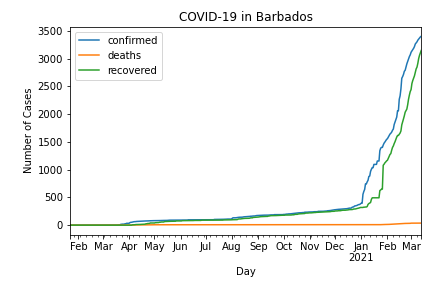 COVID-19 in Barbados
confirmed
deaths
recovered
Number of Cases
3500
3000
2500
2000
1500
1000
500
0
Feb Mar Apr May Jun Jul Aug Sep Oct Nov Dec Jan Feb Mar
2021
Day